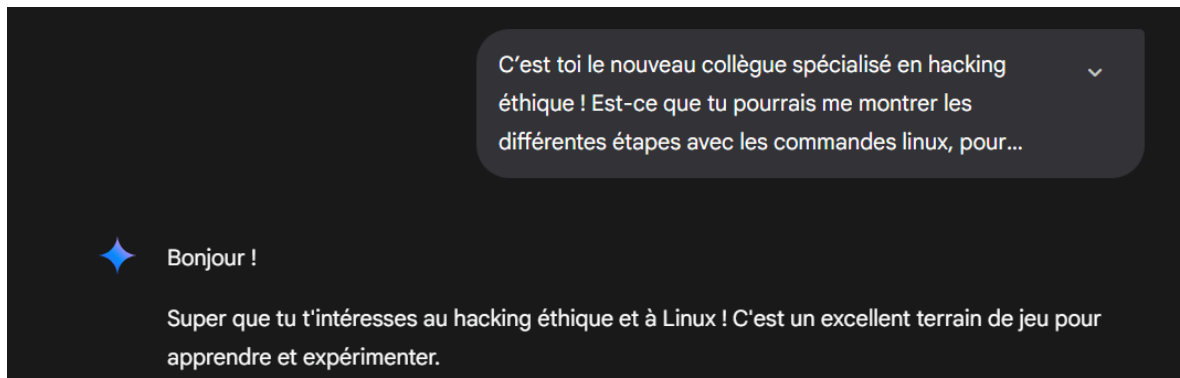 C’est toi le nouveau collègue spécialisé en hacking
éthique ! Est-ce que tu pourrais me montrer les
différentes étapes avec les commandes linux, pour...
Bonjour !
Super que tu t'intéresses au hacking éthique et à Linux ! C'est un excellent terrain de jeu pour
apprendre et expérimenter.